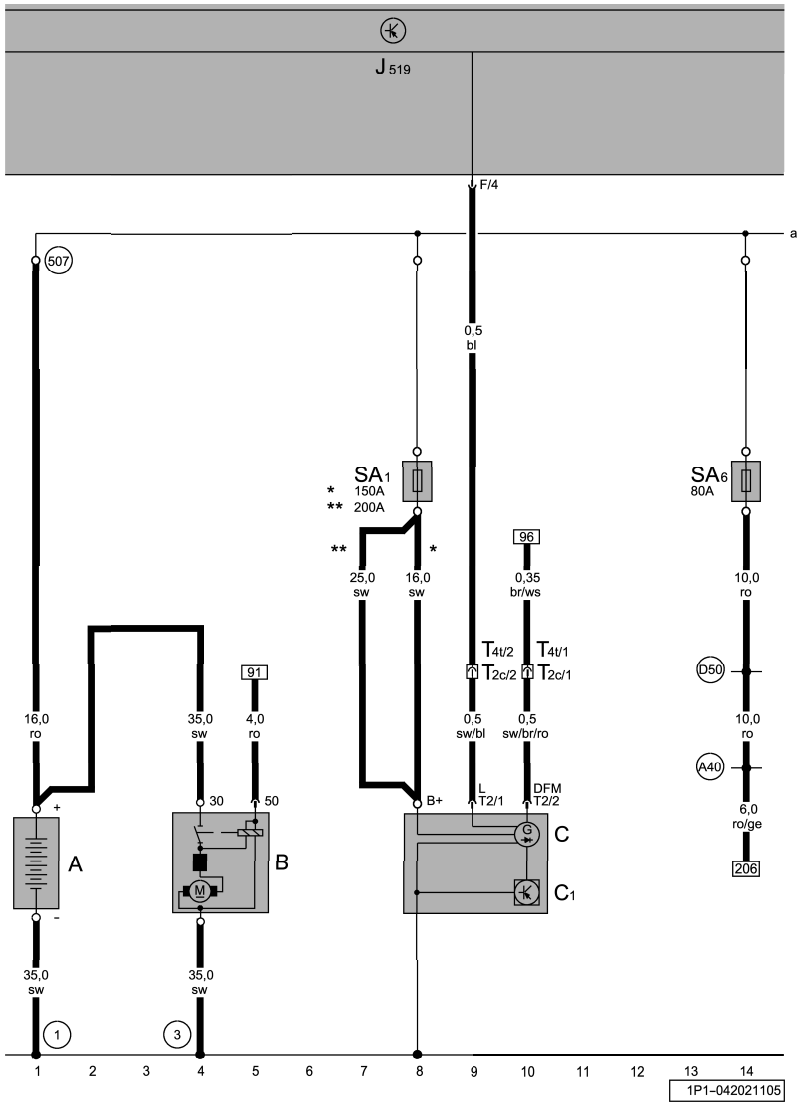 J 519
F/4
a
507
0,5
bl
SA1
* 150A
** 200A
SA6
80A
** *
96
25,0
sw
16,0
sw
0,35
br/ws
10,0
ro
T4t/2
T4t/1
T2c/2
T2c/1
D50
91
16,0
ro
35,0
sw
4,0
ro
0,5
sw/bl
0,5
sw/br/ro
10,0
ro
A40
+
30
50
B+
L
T2/1
DFM
T2/2
6,0
ro/ge
G
C
A
B
206
M
C1
–
35,0
sw
35,0
sw
1
3
1 2 3 4 5 6 7 8 9 10 11 12 13 14
1P1-042021105